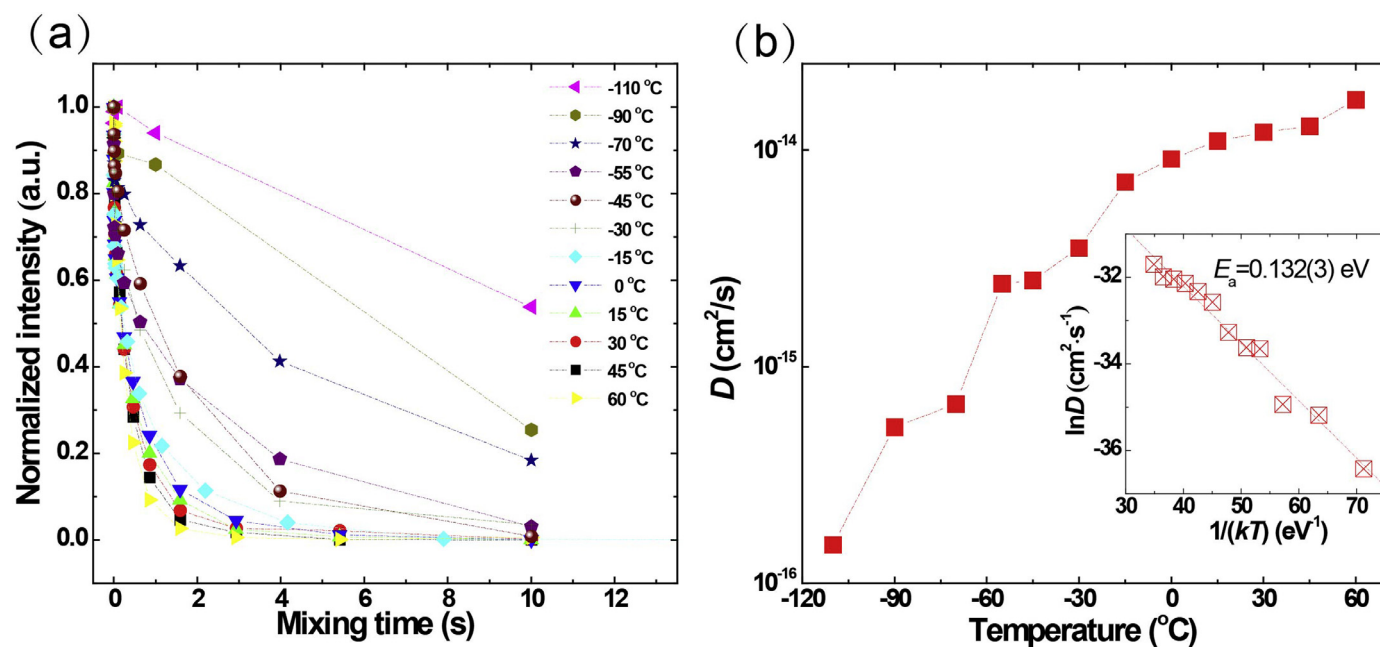 (a)
1.0
0.8
0.6
0.4
0.2
0.0
Normalized intensity (a.u.)
0 2 4 6 8 10 12
Mixing time (s)
-110 °C
-90 °C
-70 °C
-55 °C
-45 °C
-30 °C
-15 °C
0 °C
15 °C
30 °C
45 °C
60 °C
(b)
10⁻¹⁴
10⁻¹⁵
10⁻¹⁶
D (cm²/s)
-120 -90 -60 -30 0 30 60
Temperature (°C)
Eₐ=0.132(3) eV
-32
-34
-36
lnD (cm²·s⁻¹)
30 40 50 60 70
1/(kT) (eV⁻¹)